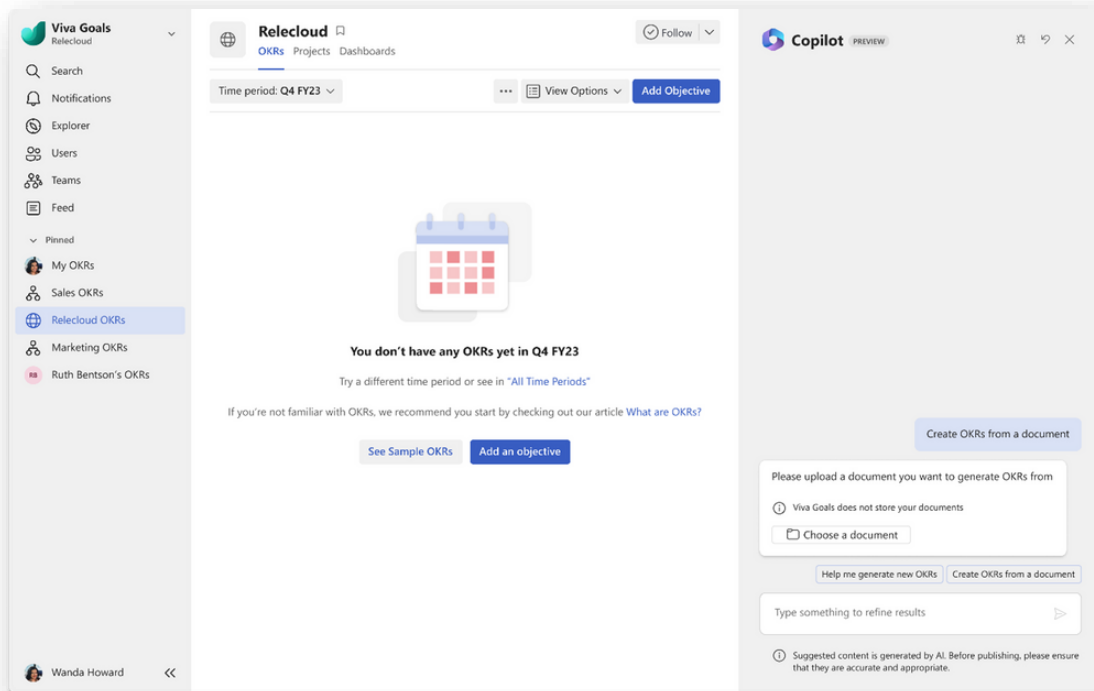 Viva Goals
Relecloud
Search
Notifications
Explorer
Users
Teams
Feed
Pinned
My OKRs
Sales OKRs
Relecloud OKRs
Marketing OKRs
RB Ruth Bentson's OKRs
Wanda Howard
Relecloud
OKRs Projects Dashboards
Follow
Time period: Q4 FY23
View Options
Add Objective
You don't have any OKRs yet in Q4 FY23
Try a different time period or see in "All Time Periods"
If you're not familiar with OKRs, we recommend you start by checking out our article What are OKRs?
See Sample OKRs
Add an objective
Copilot PREVIEW
Create OKRs from a document
Please upload a document you want to generate OKRs from
Viva Goals does not store your documents
Choose a document
Help me generate new OKRs
Create OKRs from a document
Type something to refine results
Suggested content is generated by AI. Before publishing, please ensure
that they are accurate and appropriate.